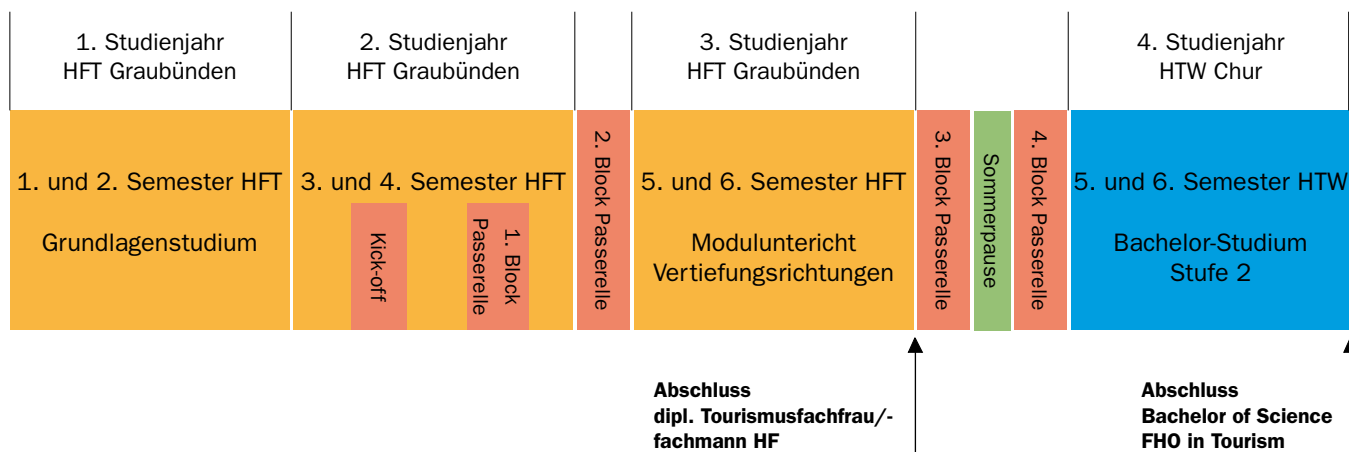 1. Studienjahr
HFT Graubünden
2. Studienjahr
HFT Graubünden
3. Studienjahr
HFT Graubünden
4. Studienjahr
HTW Chur
1. und 2. Semester HFT
Grundlagenstudium
3. und 4. Semester HFT
Kick-off
1. Block
Passerelle
2. Block Passerelle
5. und 6. Semester HFT
Moduluntericht
Vertiefungsrichtungen
3. Block Passerelle
Sommerpause
4. Block Passerelle
5. und 6. Semester HTW
Bachelor-Studium
Stufe 2
Abschluss
dipl. Tourismusfachfrau/-
fachmann HF
Abschluss
Bachelor of Science
FHO in Tourism